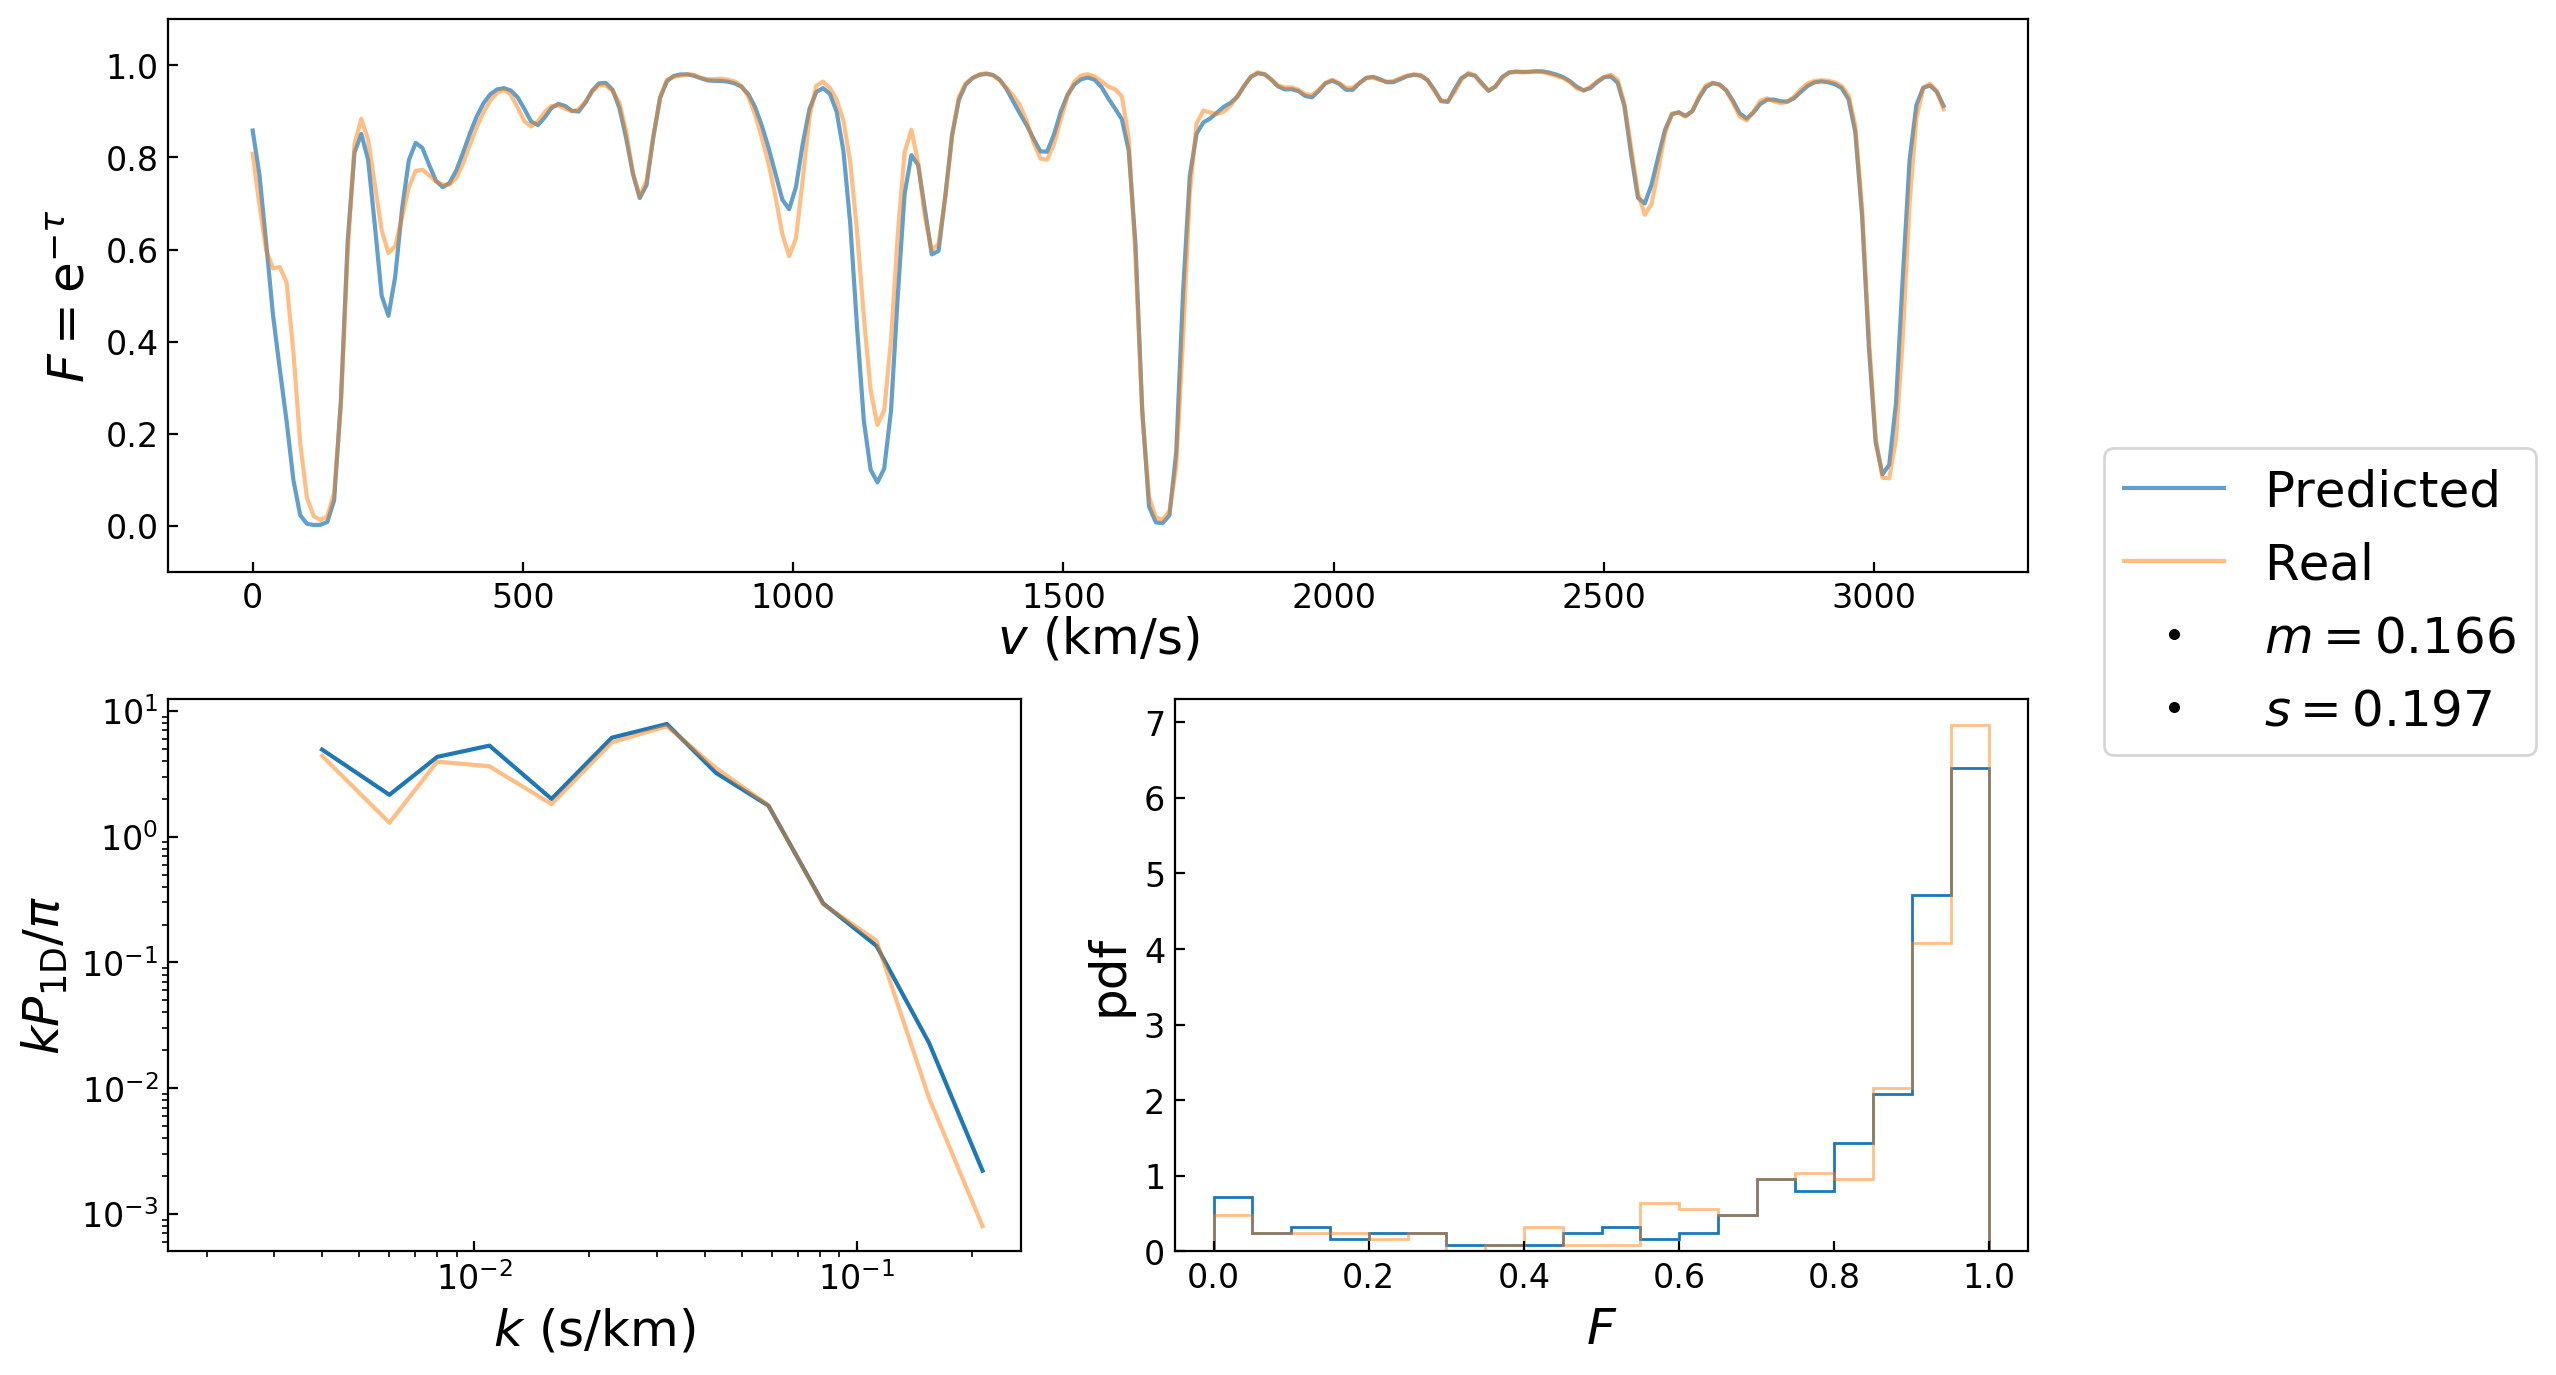 F = e^{−τ}
1.0
0.8
0.6
0.4
0.2
0.0
0 500 1000 1500 2000 2500 3000
v (km/s)
Predicted
Real
m = 0.166
s = 0.197
kP_{1D}/π
10^1
10^0
10^{−1}
10^{−2}
10^{−3}
10^{−2} 10^{−1}
k (s/km)
pdf
7
6
5
4
3
2
1
0
0.0 0.2 0.4 0.6 0.8 1.0
F